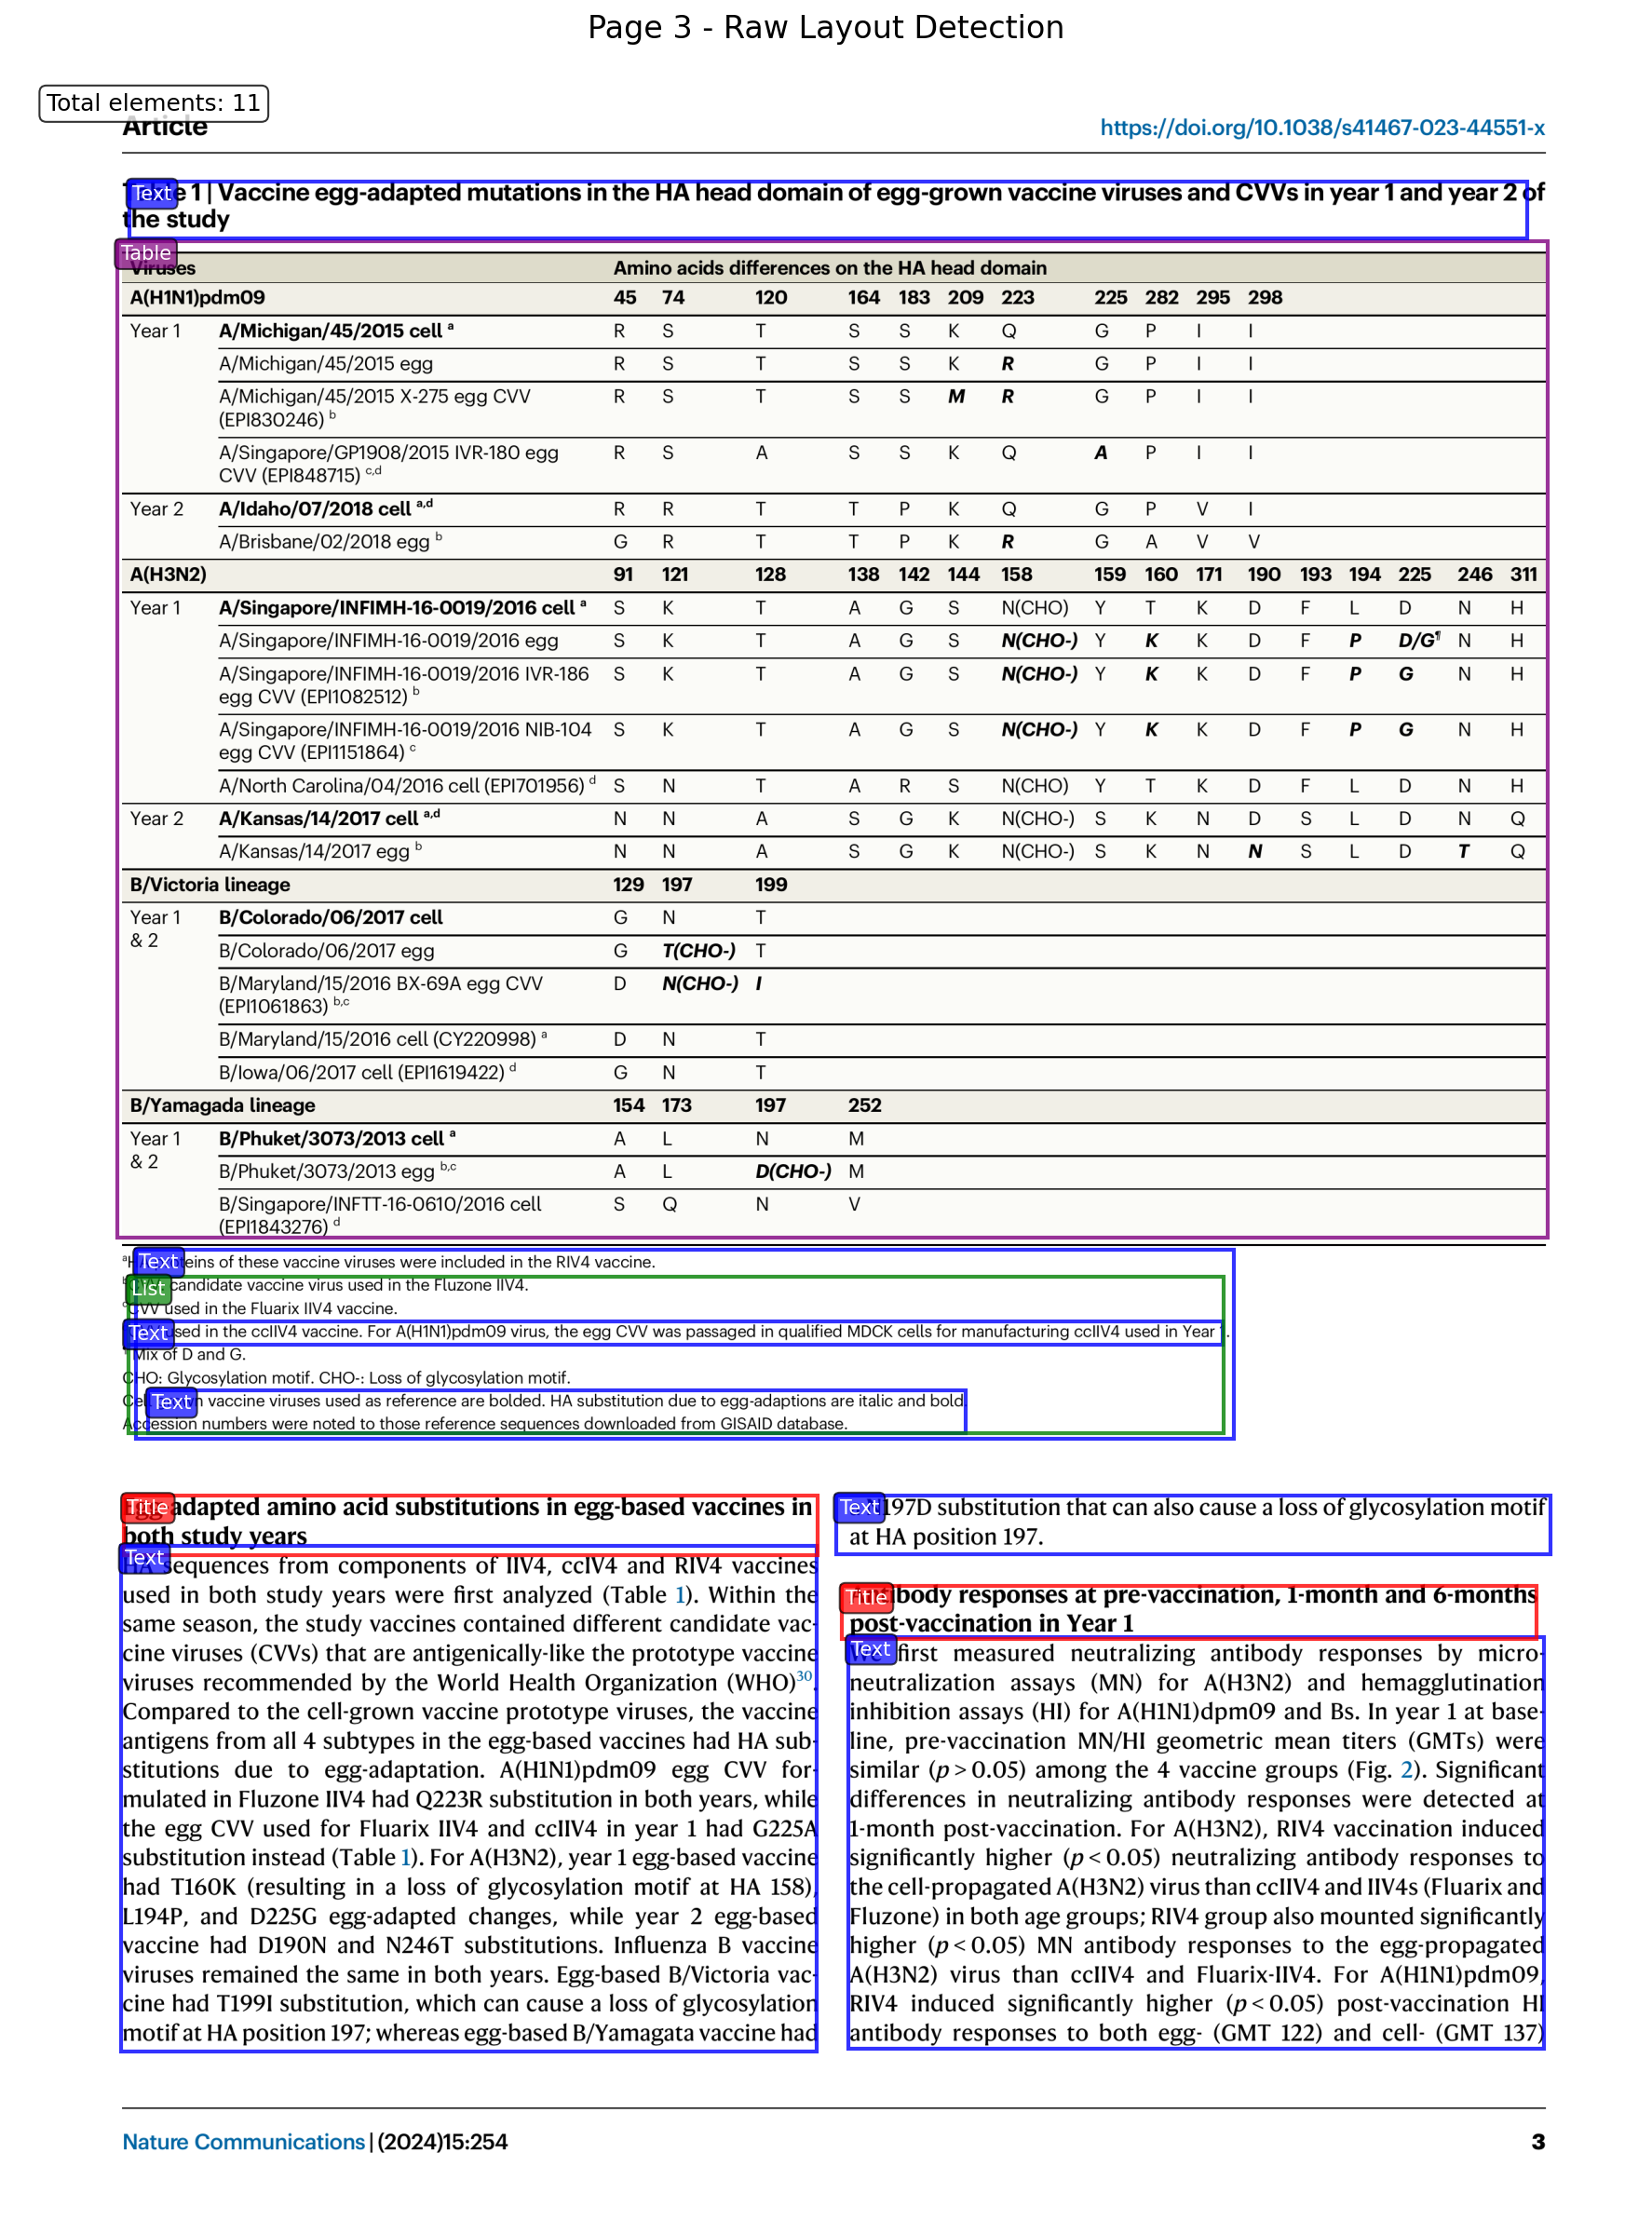 Page 3 - Raw Layout Detection
Total elements: 11
Article
https://doi.org/10.1038/s41467-023-44551-x
Text
e 1 | Vaccine egg-adapted mutations in the HA head domain of egg-grown vaccine viruses and CVVs in year 1 and year 2 of
the study
Table
Viruses Amino acids differences on the HA head domain
A(H1N1)pdm09 45 74 120 164 183 209 223 225 282 295 298
Year 1 A/Michigan/45/2015 cell a R S T S S K Q G P I I
A/Michigan/45/2015 egg R S T S S K R G P I I
A/Michigan/45/2015 X-275 egg CVV R S T S S M R G P I I
(EPI830246) b
A/Singapore/GP1908/2015 IVR-180 egg R S A S S K Q A P I I
CVV (EPI848715) c,d
Year 2 A/Idaho/07/2018 cell a,d R R T T P K Q G P V I
A/Brisbane/02/2018 egg b G R T T P K R G A V V
A(H3N2) 91 121 128 138 142 144 158 159 160 171 190 193 194 225 246 311
Year 1 A/Singapore/INFIMH-16-0019/2016 cell a S K T A G S N(CHO) Y T K D F L D N H
A/Singapore/INFIMH-16-0019/2016 egg S K T A G S N(CHO-) Y K K D F P D/G¶ N H
A/Singapore/INFIMH-16-0019/2016 IVR-186 S K T A G S N(CHO-) Y K K D F P G N H
egg CVV (EPI1082512) b
A/Singapore/INFIMH-16-0019/2016 NIB-104 S K T A G S N(CHO-) Y K K D F P G N H
egg CVV (EPI1151864) c
A/North Carolina/04/2016 cell (EPI701956) d S N T A R S N(CHO) Y T K D F L D N H
Year 2 A/Kansas/14/2017 cell a,d N N A S G K N(CHO-) S K N D S L D N Q
A/Kansas/14/2017 egg b N N A S G K N(CHO-) S K N N S L D T Q
B/Victoria lineage 129 197 199
Year 1 B/Colorado/06/2017 cell G N T
& 2
B/Colorado/06/2017 egg G T(CHO-) T
B/Maryland/15/2016 BX-69A egg CVV D N(CHO-) I
(EPI1061863) b,c
B/Maryland/15/2016 cell (CY220998) a D N T
B/Iowa/06/2017 cell (EPI1619422) d G N T
B/Yamagada lineage 154 173 197 252
Year 1 B/Phuket/3073/2013 cell a A L N M
& 2
B/Phuket/3073/2013 egg b,c A L D(CHO-) M
B/Singapore/INFTT-16-0610/2016 cell S Q N V
(EPI1843276) d
Text
eins of these vaccine viruses were included in the RIV4 vaccine.
List
candidate vaccine virus used in the Fluzone IIV4.
cCVV used in the Fluarix IIV4 vaccine.
Text
sed in the ccIIV4 vaccine. For A(H1N1)pdm09 virus, the egg CVV was passaged in qualified MDCK cells for manufacturing ccIIV4 used in Year .
Mix of D and G.
CHO: Glycosylation motif. CHO-: Loss of glycosylation motif.
Text
n vaccine viruses used as reference are bolded. HA substitution due to egg-adaptions are italic and bold.
Accession numbers were noted to those reference sequences downloaded from GISAID database.
Title
adapted amino acid substitutions in egg-based vaccines in
both study years
Text
HA sequences from components of IIV4, ccIV4 and RIV4 vaccines
used in both study years were first analyzed (Table 1). Within the
same season, the study vaccines contained different candidate vac-
cine viruses (CVVs) that are antigenically-like the prototype vaccine
viruses recommended by the World Health Organization (WHO)30.
Compared to the cell-grown vaccine prototype viruses, the vaccine
antigens from all 4 subtypes in the egg-based vaccines had HA sub-
stitutions due to egg-adaptation. A(H1N1)pdm09 egg CVV for-
mulated in Fluzone IIV4 had Q223R substitution in both years, while
the egg CVV used for Fluarix IIV4 and ccIIV4 in year 1 had G225A
substitution instead (Table 1). For A(H3N2), year 1 egg-based vaccine
had T160K (resulting in a loss of glycosylation motif at HA 158),
L194P, and D225G egg-adapted changes, while year 2 egg-based
vaccine had D190N and N246T substitutions. Influenza B vaccine
viruses remained the same in both years. Egg-based B/Victoria vac-
cine had T199I substitution, which can cause a loss of glycosylation
motif at HA position 197; whereas egg-based B/Yamagata vaccine had
Text
197D substitution that can also cause a loss of glycosylation motif
at HA position 197.
Title
body responses at pre-vaccination, 1-month and 6-months
post-vaccination in Year 1
Text
We first measured neutralizing antibody responses by micro-
neutralization assays (MN) for A(H3N2) and hemagglutination
inhibition assays (HI) for A(H1N1)dpm09 and Bs. In year 1 at base-
line, pre-vaccination MN/HI geometric mean titers (GMTs) were
similar (p > 0.05) among the 4 vaccine groups (Fig. 2). Significant
differences in neutralizing antibody responses were detected at
1-month post-vaccination. For A(H3N2), RIV4 vaccination induced
significantly higher (p < 0.05) neutralizing antibody responses to
the cell-propagated A(H3N2) virus than ccIIV4 and IIV4s (Fluarix and
Fluzone) in both age groups; RIV4 group also mounted significantly
higher (p < 0.05) MN antibody responses to the egg-propagated
A(H3N2) virus than ccIIV4 and Fluarix-IIV4. For A(H1N1)pdm09,
RIV4 induced significantly higher (p < 0.05) post-vaccination HI
antibody responses to both egg- (GMT 122) and cell- (GMT 137)
Nature Communications | (2024)15:254
3